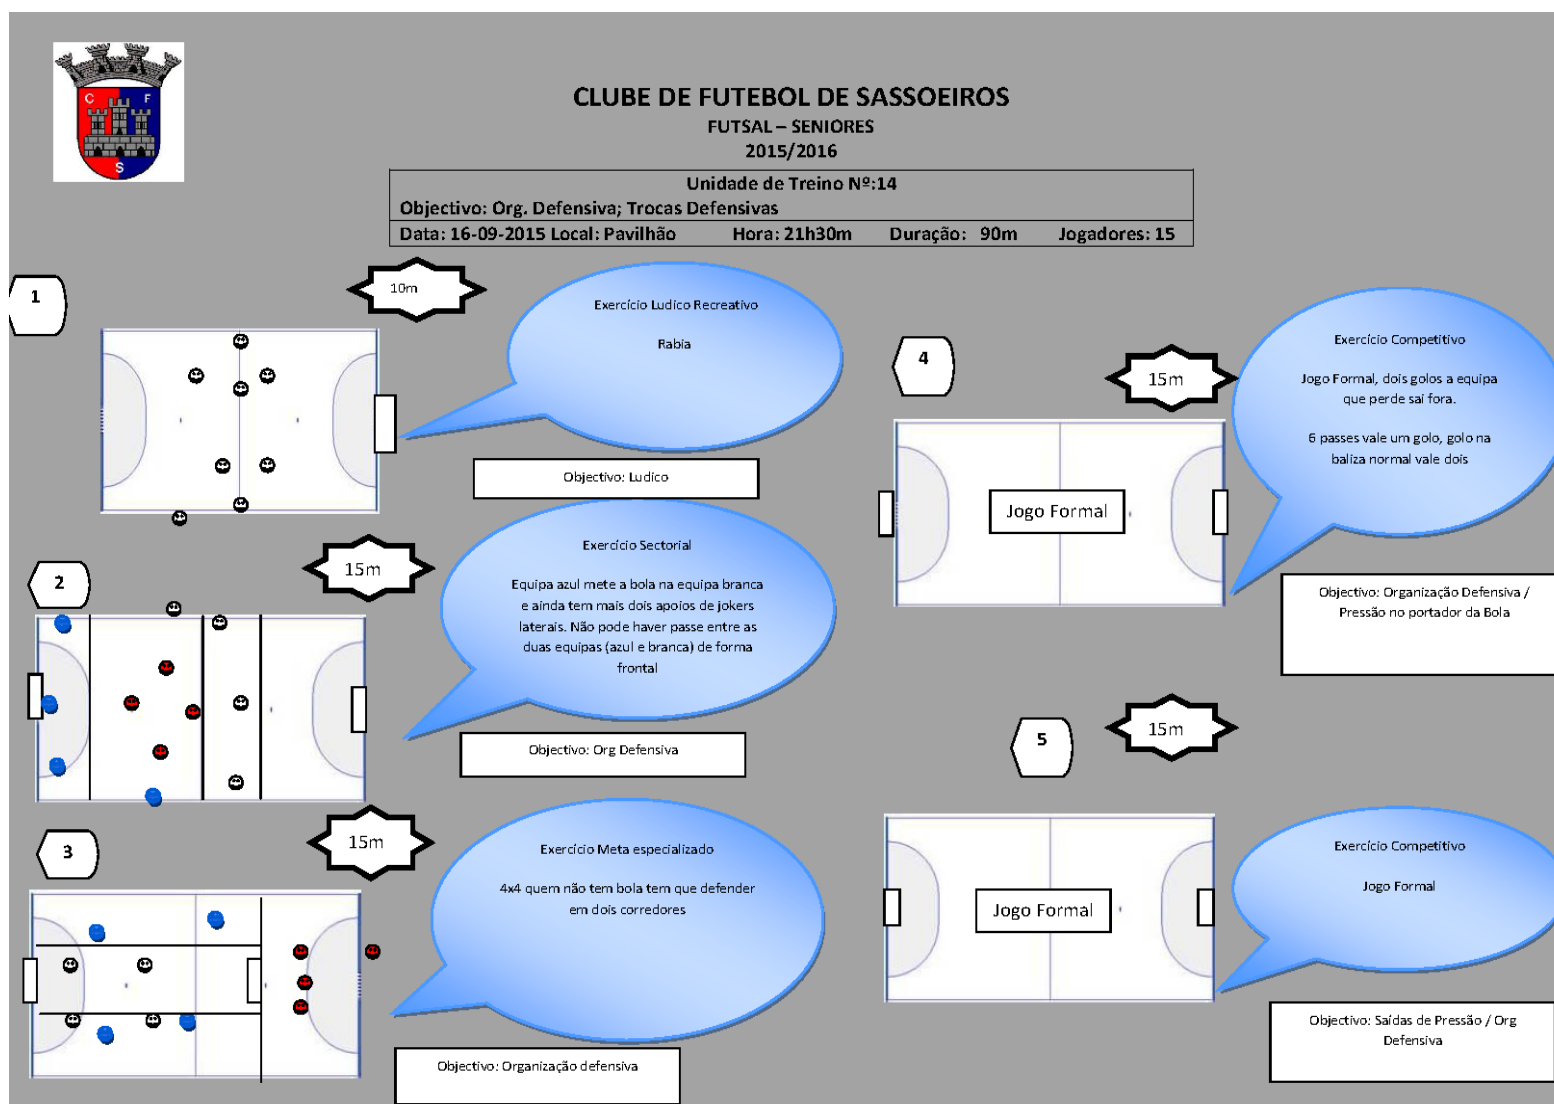 C F
S
CLUBE DE FUTEBOL DE SASSOEIROS
FUTSAL – SENIORES
2015/2016
Unidade de Treino Nº:14
Objectivo: Org. Defensiva; Trocas Defensivas
Data: 16-09-2015 Local: Pavilhão Hora: 21h30m Duração: 90m Jogadores: 15
1
10m
Exercício Ludico Recreativo
Rabia
Objectivo: Ludico
2
15m
Exercício Sectorial
Equipa azul mete a bola na equipa branca
e ainda tem mais dois apoios de jokers
laterais. Não pode haver passe entre as
duas equipas (azul e branca) de forma
frontal
Objectivo: Org Defensiva
3
15m
Exercício Meta especializado
4x4 quem não tem bola tem que defender
em dois corredores
Objectivo: Organização defensiva
4
15m
Exercício Competitivo
Jogo Formal, dois golos a equipa
que perde sai fora.
6 passes vale um golo, golo na
baliza normal vale dois
Jogo Formal
Objectivo: Organização Defensiva /
Pressão no portador da Bola
5
15m
Exercício Competitivo
Jogo Formal
Jogo Formal
Objectivo: Saídas de Pressão / Org
Defensiva